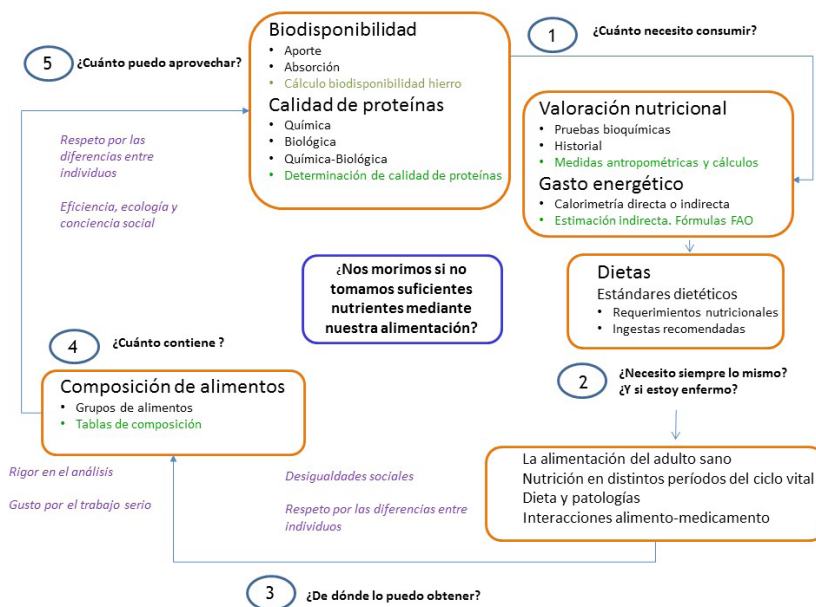 Biodisponibilidad
• Aporte
• Absorción
• Cálculo biodisponibilidad hierro
Calidad de proteínas
• Química
• Biológica
• Química-Biológica
• Determinación de calidad de proteínas
1
¿Cuánto necesito consumir?
5
¿Cuánto puedo aprovechar?
Valoración nutricional
• Pruebas bioquímicas
• Historial
• Medidas antropométricas y cálculos
Gasto energético
• Calorimetría directa o indirecta
• Estimación indirecta. Fórmulas FAO
Respeto por las
diferencias entre
individuos
Eficiencia, ecología y
conciencia social
¿Nos morimos si no
tomamos suficientes
nutrientes mediante
nuestra alimentación?
Dietas
Estándares dietéticos
• Requerimientos nutricionales
• Ingestas recomendadas
4
¿Cuánto contiene ?
2
¿Necesito siempre lo mismo?
¿Y si estoy enfermo?
Composición de alimentos
• Grupos de alimentos
• Tablas de composición
La alimentación del adulto sano
Nutrición en distintos períodos del ciclo vital
Dieta y patologías
Interacciones alimento-medicamento
Rigor en el análisis
Gusto por el trabajo serio
Desigualdades sociales
Respeto por las diferencias entre
individuos
3
¿De dónde lo puedo obtener?